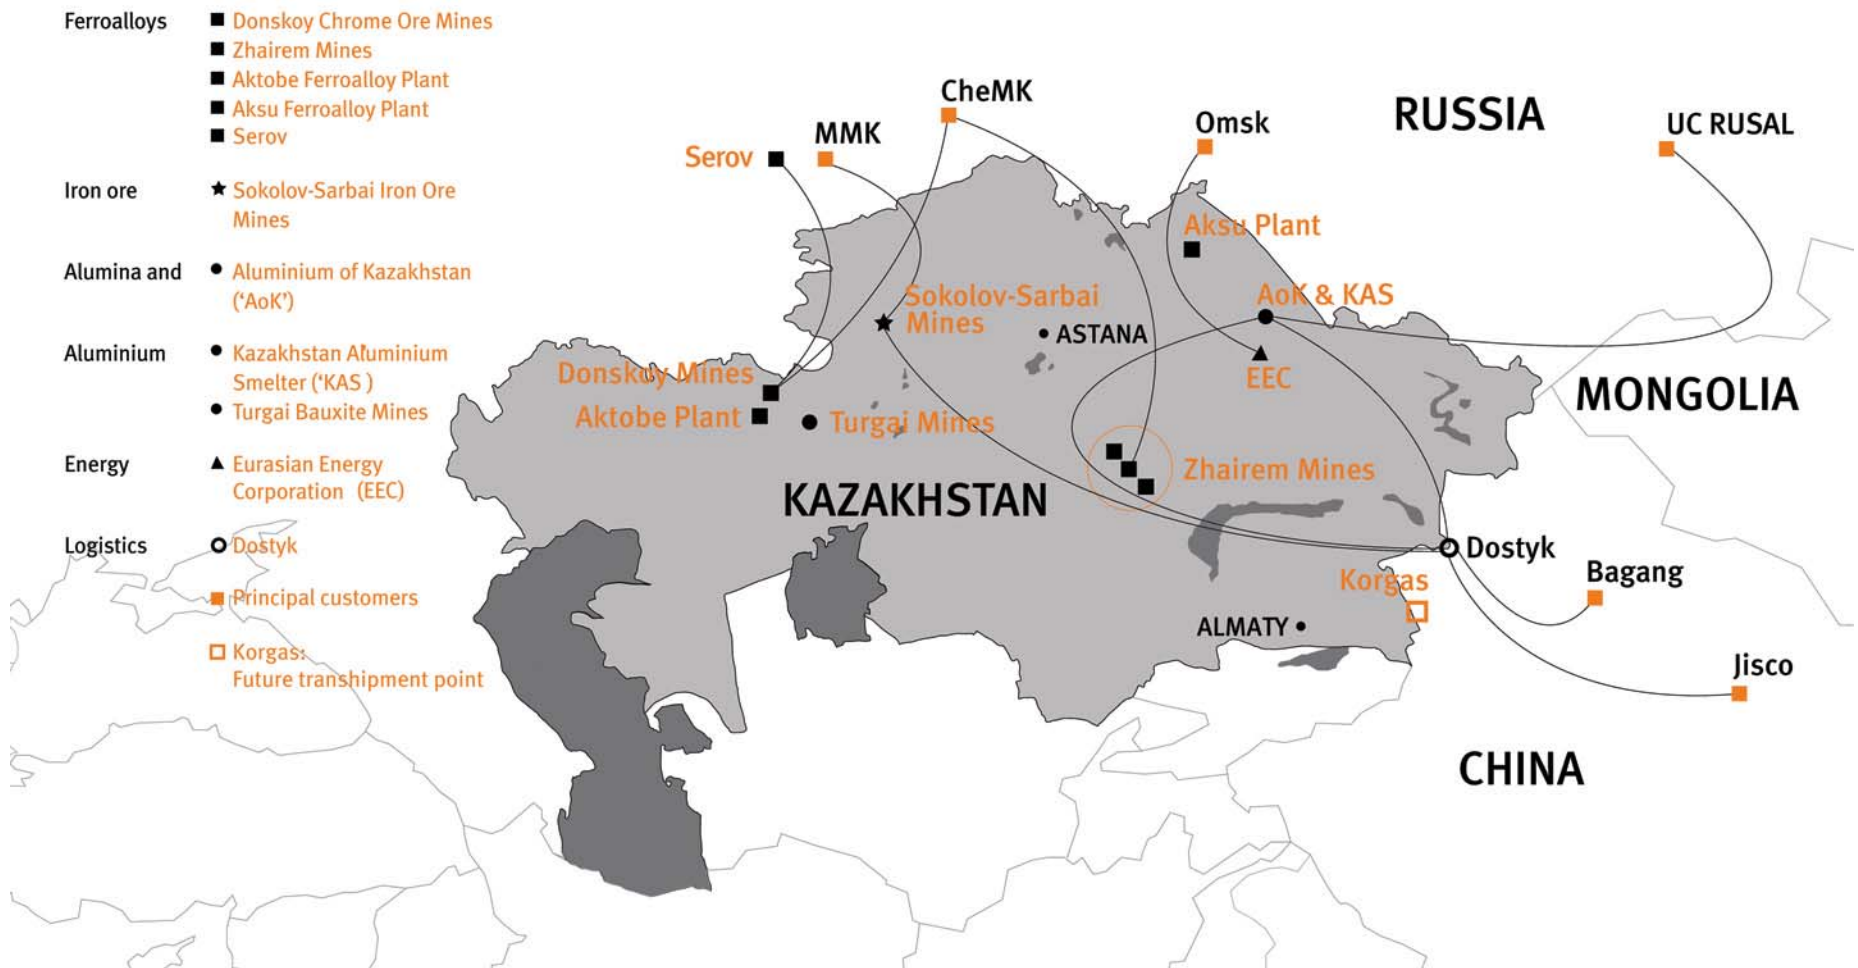 Ferroalloys
Donskoy Chrome Ore Mines
Zhairem Mines
Aktobe Ferroalloy Plant
Aksu Ferroalloy Plant
Serov
Iron ore
Sokolov-Sarbai Iron Ore
Mines
Alumina and
Aluminium of Kazakhstan
('AoK')
Aluminium
Kazakhstan Aluminium
Smelter ('KAS )
Turgai Bauxite Mines
Energy
Eurasian Energy
Corporation (EEC)
Logistics
Dostyk
Principal customers
Korgas:
Future transhipment point
CheMK
MMK
Serov
Omsk
RUSSIA
UC RUSAL
Aksu Plant
Sokolov-Sarbai
Mines
ASTANA
AoK & KAS
EEC
MONGOLIA
Donskoy Mines
Aktobe Plant
Turgai Mines
Zhairem Mines
KAZAKHSTAN
Dostyk
Korgas
Bagang
ALMATY
Jisco
CHINA